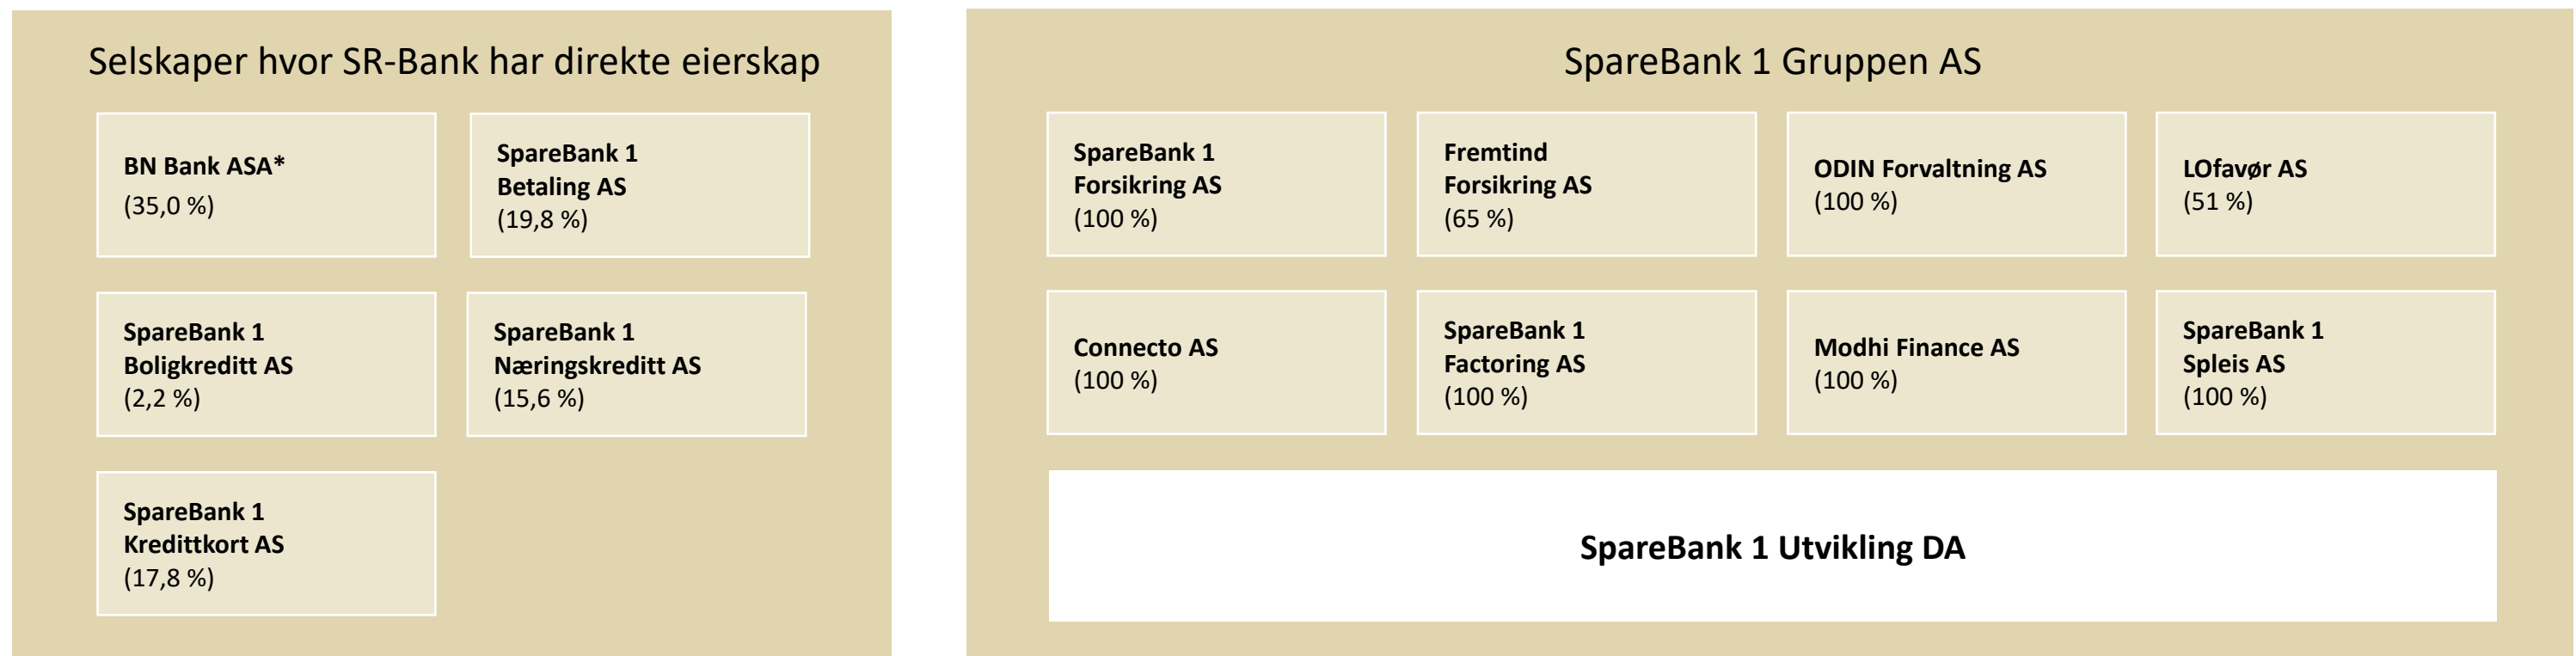 Selskaper hvor SR-Bank har direkte eierskap
BN Bank ASA*
(35,0 %)
SpareBank 1
Betaling AS
(19,8 %)
SpareBank 1
Boligkreditt AS
(2,2 %)
SpareBank 1
Næringskreditt AS
(15,6 %)
SpareBank 1
Kredittkort AS
(17,8 %)
SpareBank 1 Gruppen AS
SpareBank 1
Forsikring AS
(100 %)
Fremtind
Forsikring AS
(65 %)
ODIN Forvaltning AS
(100 %)
LOfavør AS
(51 %)
Connecto AS
(100 %)
SpareBank 1
Factoring AS
(100 %)
Modhi Finance AS
(100 %)
SpareBank 1
Spleis AS
(100 %)
SpareBank 1 Utvikling DA